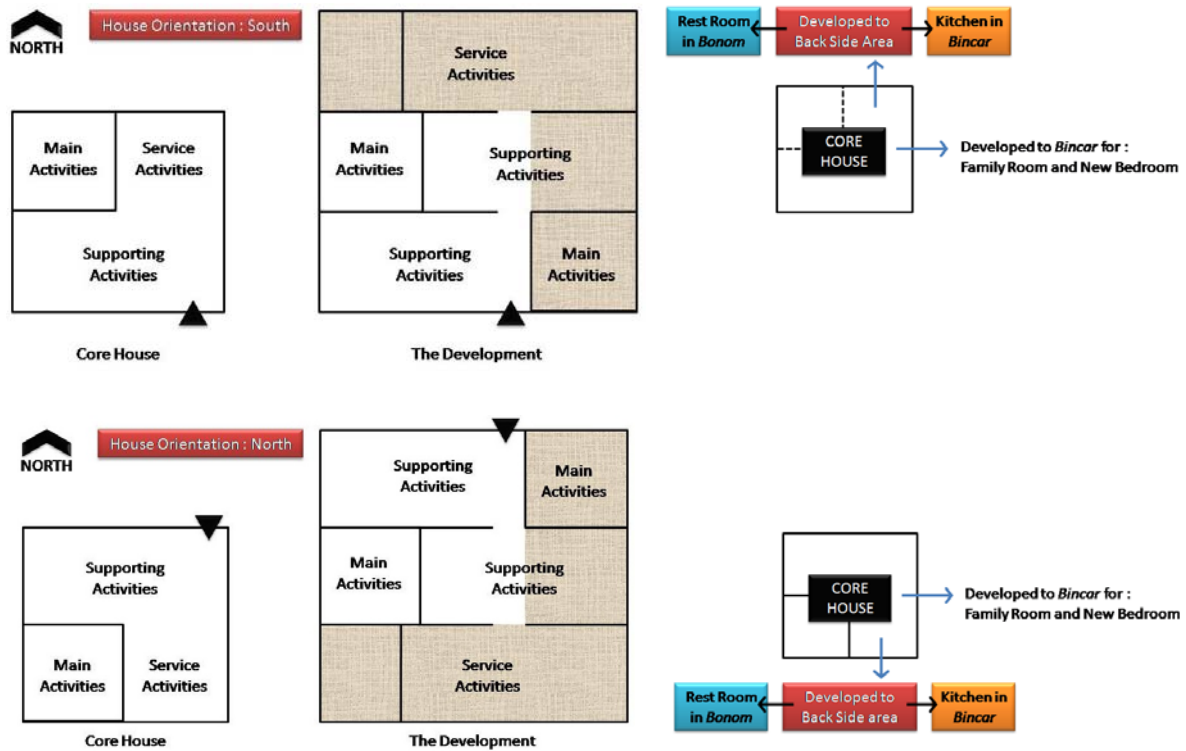 NORTH
House Orientation : South
Main
Activities
Service
Activities
Supporting
Activities
Core House
Service
Activities
Main
Activities
Supporting
Activities
Supporting
Activities
Main
Activities
The Development
Rest Room
in Bonom
Developed to
Back Side Area
Kitchen in
Bincar
CORE
HOUSE
Developed to Bincar for :
Family Room and New Bedroom
NORTH
House Orientation : North
Supporting
Activities
Main
Activities
Service
Activities
Core House
Supporting
Activities
Main
Activities
Main
Activities
Supporting
Activities
Service
Activities
The Development
CORE
HOUSE
Developed to Bincar for :
Family Room and New Bedroom
Rest Room
in Bonom
Developed to
Back Side area
Kitchen in
Bincar